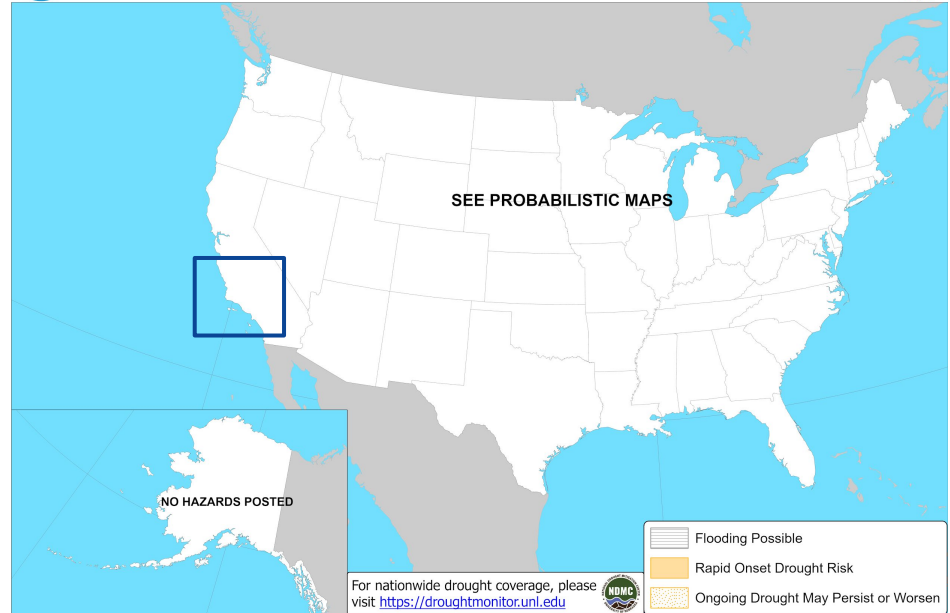 SEE PROBABILISTIC MAPS
NO HAZARDS POSTED
For nationwide drought coverage, please
visit https://droughtmonitor.unl.edu
NDMC
Flooding Possible
Rapid Onset Drought Risk
Ongoing Drought May Persist or Worsen